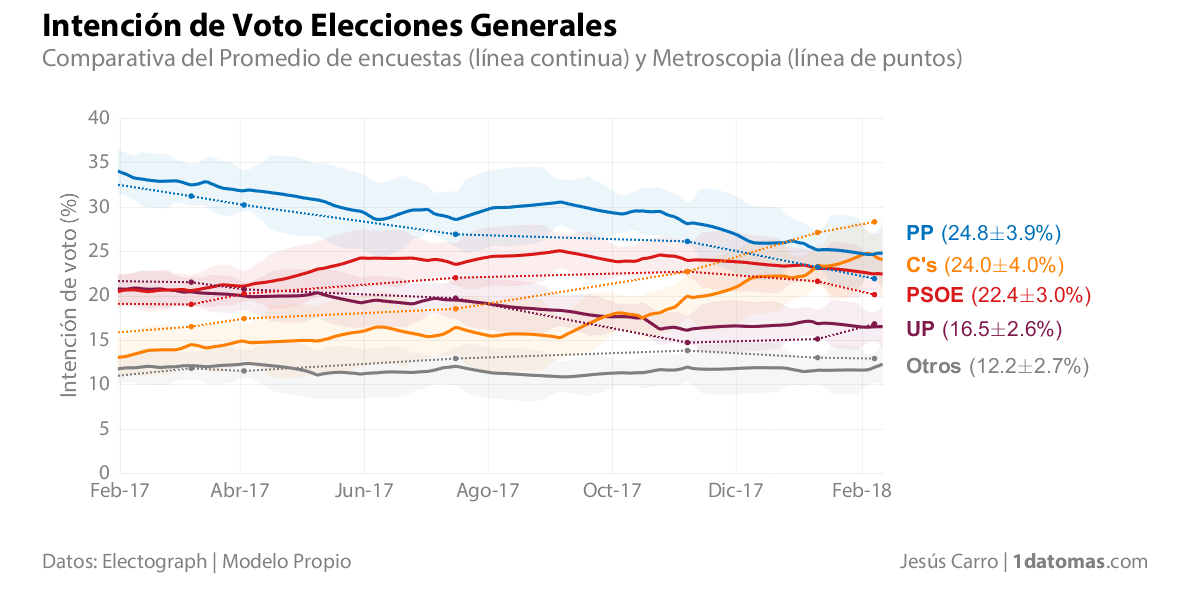 Intención de Voto Elecciones Generales
Comparativa del Promedio de encuestas (línea continua) y Metroscopia (línea de puntos)
Intención de voto (%)
40
35
30
25
20
15
10
5
0
Feb-17 Abr-17 Jun-17 Ago-17 Oct-17 Dic-17 Feb-18
PP (24.8±3.9%)
C's (24.0±4.0%)
PSOE (22.4±3.0%)
UP (16.5±2.6%)
Otros (12.2±2.7%)
Datos: Electograph | Modelo Propio
Jesús Carro | 1datomas.com